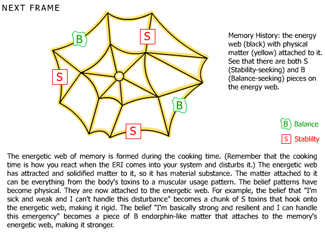 NEXT FRAME
B
S
S
B
S
Memory History: the energy
web (black) with physical
matter (yellow) attached to it.
See that there are both S
(Stability-seeking) and B
(Balance-seeking) pieces on
the energy web.
B Balance
S Stablilty
The energetic web of memory is formed during the cooking time. (Remember that the cooking
time is how you react when the ERI comes into your system and disturbs it.) The energetic web
has attracted and solidified matter to it, so it has material substance. The matter attached to it
can be everything from the body's toxins to a muscular usage pattern. The belief patterns have
become physical. They are now attached to the energetic web. For example, the belief that "I'm
sick and weak and I can't handle this disturbance" becomes a chunk of S toxins that hook onto
the energetic web, making it rigid. The belief "I'm basically strong and resilient and I can handle
this emergency" becomes a piece of B endorphin-like matter that attaches to the memory's
energetic web, making it stronger.